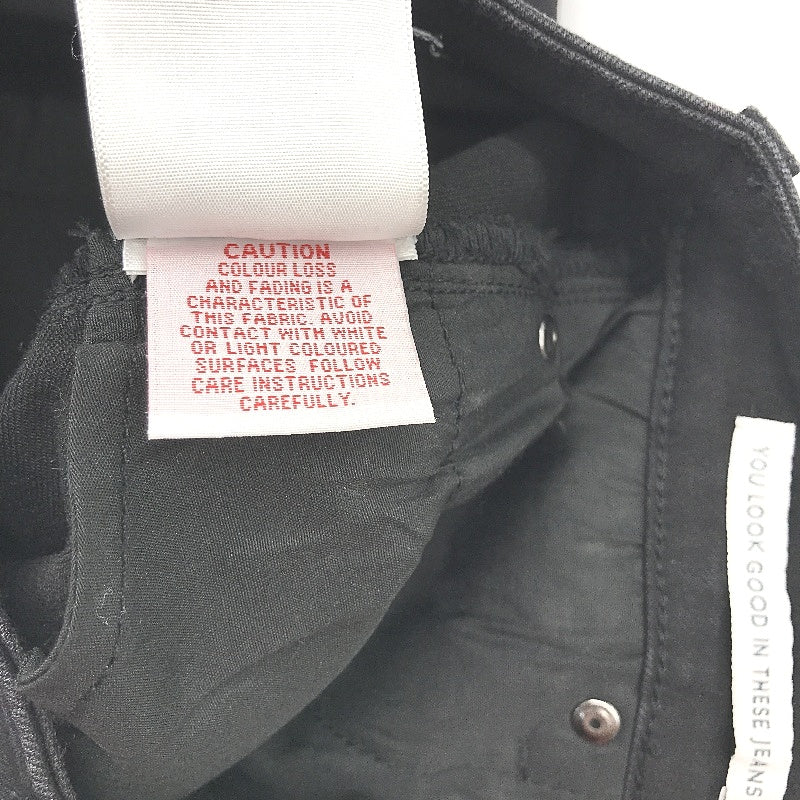 CAUTION
COLOUR LOSS
AND FADING IS A
CHARACTERISTIC OF
THIS FABRIC. AVOID
CONTACT WITH WHITE
OR LIGHT COLOURED
SURFACES FOLLOW
CARE INSTRUCTIONS
CAREFULLY.
YOU LOOK GOOD IN THESE JEANS